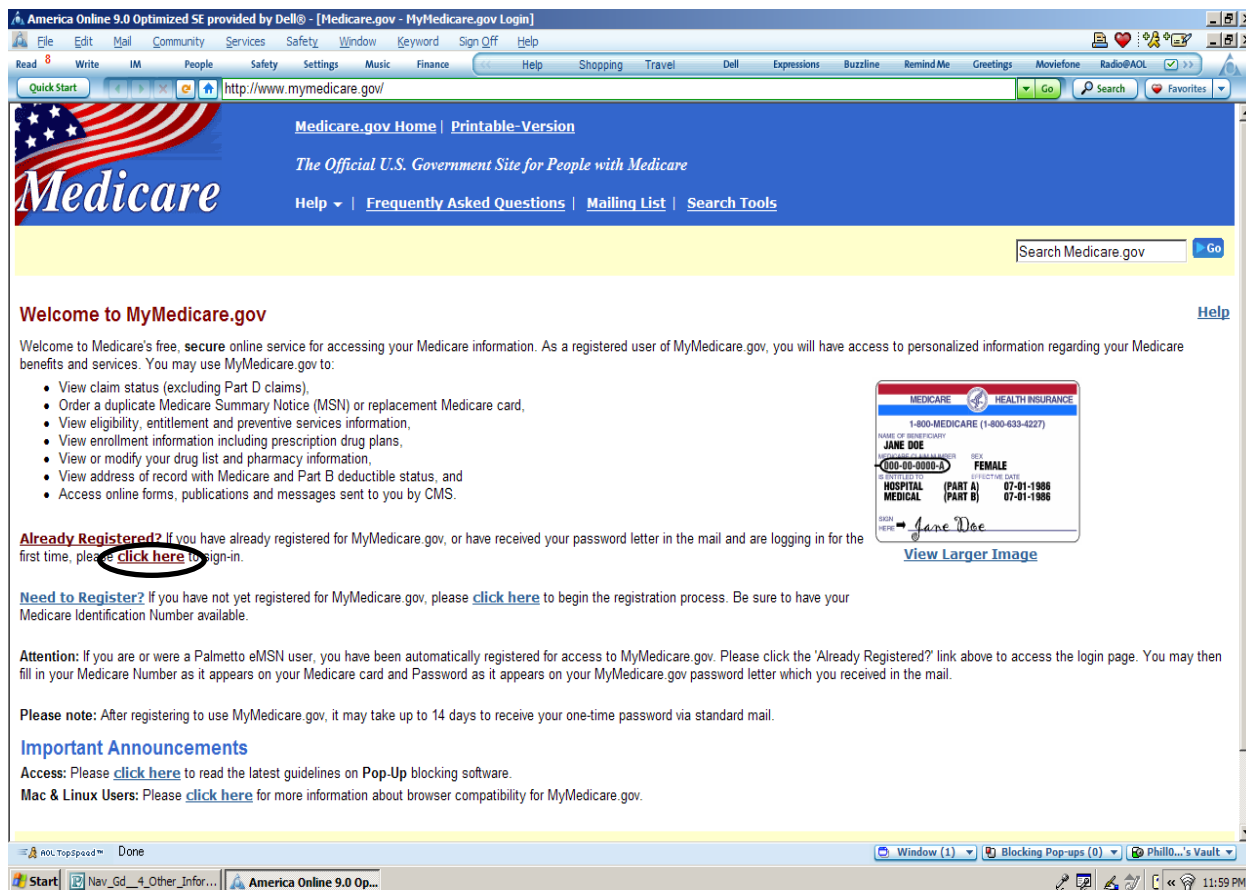 America Online 9.0 Optimized SE provided by Dell® - [Medicare.gov - MyMedicare.gov Login]
File Edit Mail Community Services Safety Window Keyword Sign Off Help
Read 8 Write IM People Safety Settings Music Finance << Help Shopping Travel Dell Expressions Buzzline Remind Me Greetings Moviefone Radio@AOL >>
Quick Start http://www.mymedicare.gov/ Go Search Favorites
Medicare.gov Home | Printable-Version
The Official U.S. Government Site for People with Medicare
Medicare
Help | Frequently Asked Questions | Mailing List | Search Tools
Search Medicare.gov Go
Welcome to MyMedicare.gov
Help
Welcome to Medicare's free, secure online service for accessing your Medicare information. As a registered user of MyMedicare.gov, you will have access to personalized information regarding your Medicare
benefits and services. You may use MyMedicare.gov to:
• View claim status (excluding Part D claims),
• Order a duplicate Medicare Summary Notice (MSN) or replacement Medicare card,
• View eligibility, entitlement and preventive services information,
• View enrollment information including prescription drug plans,
• View or modify your drug list and pharmacy information,
• View address of record with Medicare and Part B deductible status, and
• Access online forms, publications and messages sent to you by CMS.
MEDICARE HEALTH INSURANCE
1-800-MEDICARE (1-800-633-4227)
NAME OF BENEFICIARY
JANE DOE
MEDICARE CLAIM NUMBER SEX
000-00-0000-A FEMALE
IS ENTITLED TO EFFECTIVE DATE
HOSPITAL (PART A) 07-01-1986
MEDICAL (PART B) 07-01-1986
SIGN HERE Jane Doe
View Larger Image
Already Registered? If you have already registered for MyMedicare.gov, or have received your password letter in the mail and are logging in for the
first time, please click here to sign-in.
Need to Register? If you have not yet registered for MyMedicare.gov, please click here to begin the registration process. Be sure to have your
Medicare Identification Number available.
Attention: If you are or were a Palmetto eMSN user, you have been automatically registered for access to MyMedicare.gov. Please click the 'Already Registered?' link above to access the login page. You may then
fill in your Medicare Number as it appears on your Medicare card and Password as it appears on your MyMedicare.gov password letter which you received in the mail.
Please note: After registering to use MyMedicare.gov, it may take up to 14 days to receive your one-time password via standard mail.
Important Announcements
Access: Please click here to read the latest guidelines on Pop-Up blocking software.
Mac & Linux Users: Please click here for more information about browser compatibility for MyMedicare.gov.
AOL TopSpeed™ Done Window (1) Blocking Pop-ups (0) Phill0...'s Vault
Start Nav_Gd__4_Other_Infor... America Online 9.0 Op... « 11:59 PM